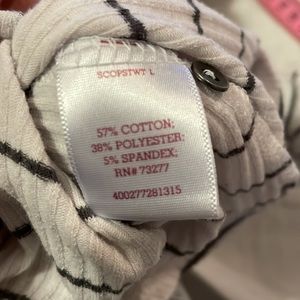 SCOPSTWT L
57% COTTON;
38% POLYESTER;
5% SPANDEX;
RN# 73277
400277281315